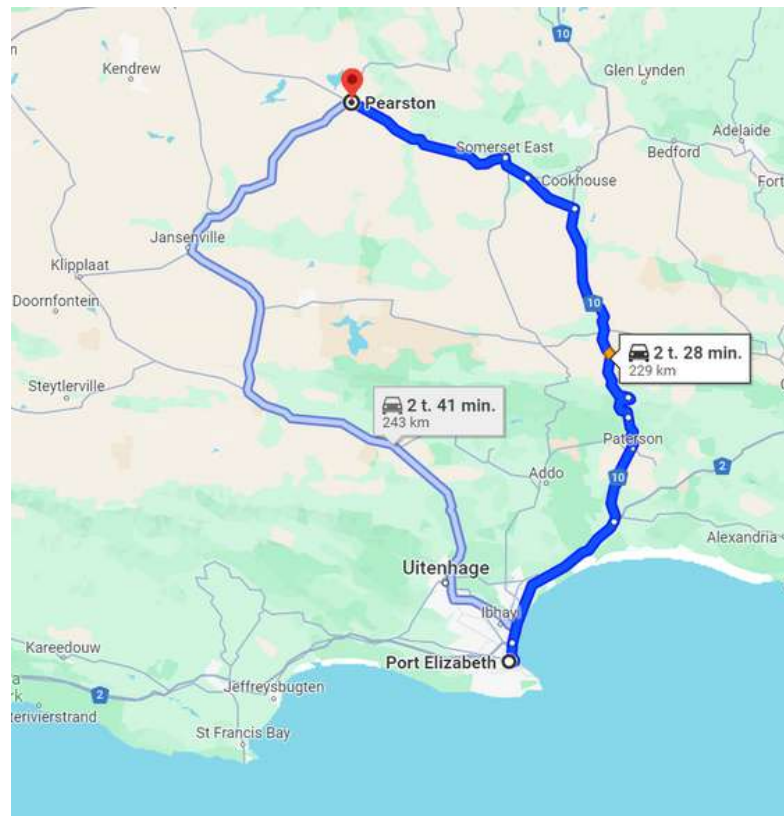 10
Kendrew
Glen Lynden
Pearston
Adelaide
Somerset East
Bedford
Cookhouse
Fort
Jansenville
Klipplaat
Doornfontein
10
2 t. 28 min.
229 km
Steytlerville
2 t. 41 min.
243 km
Paterson
2
Addo
10
Alexandria
Uitenhage
Ibhayi
Kareedouw
Port Elizabeth
2
Jeffreysbugten
terivierstrand
St Francis Bay